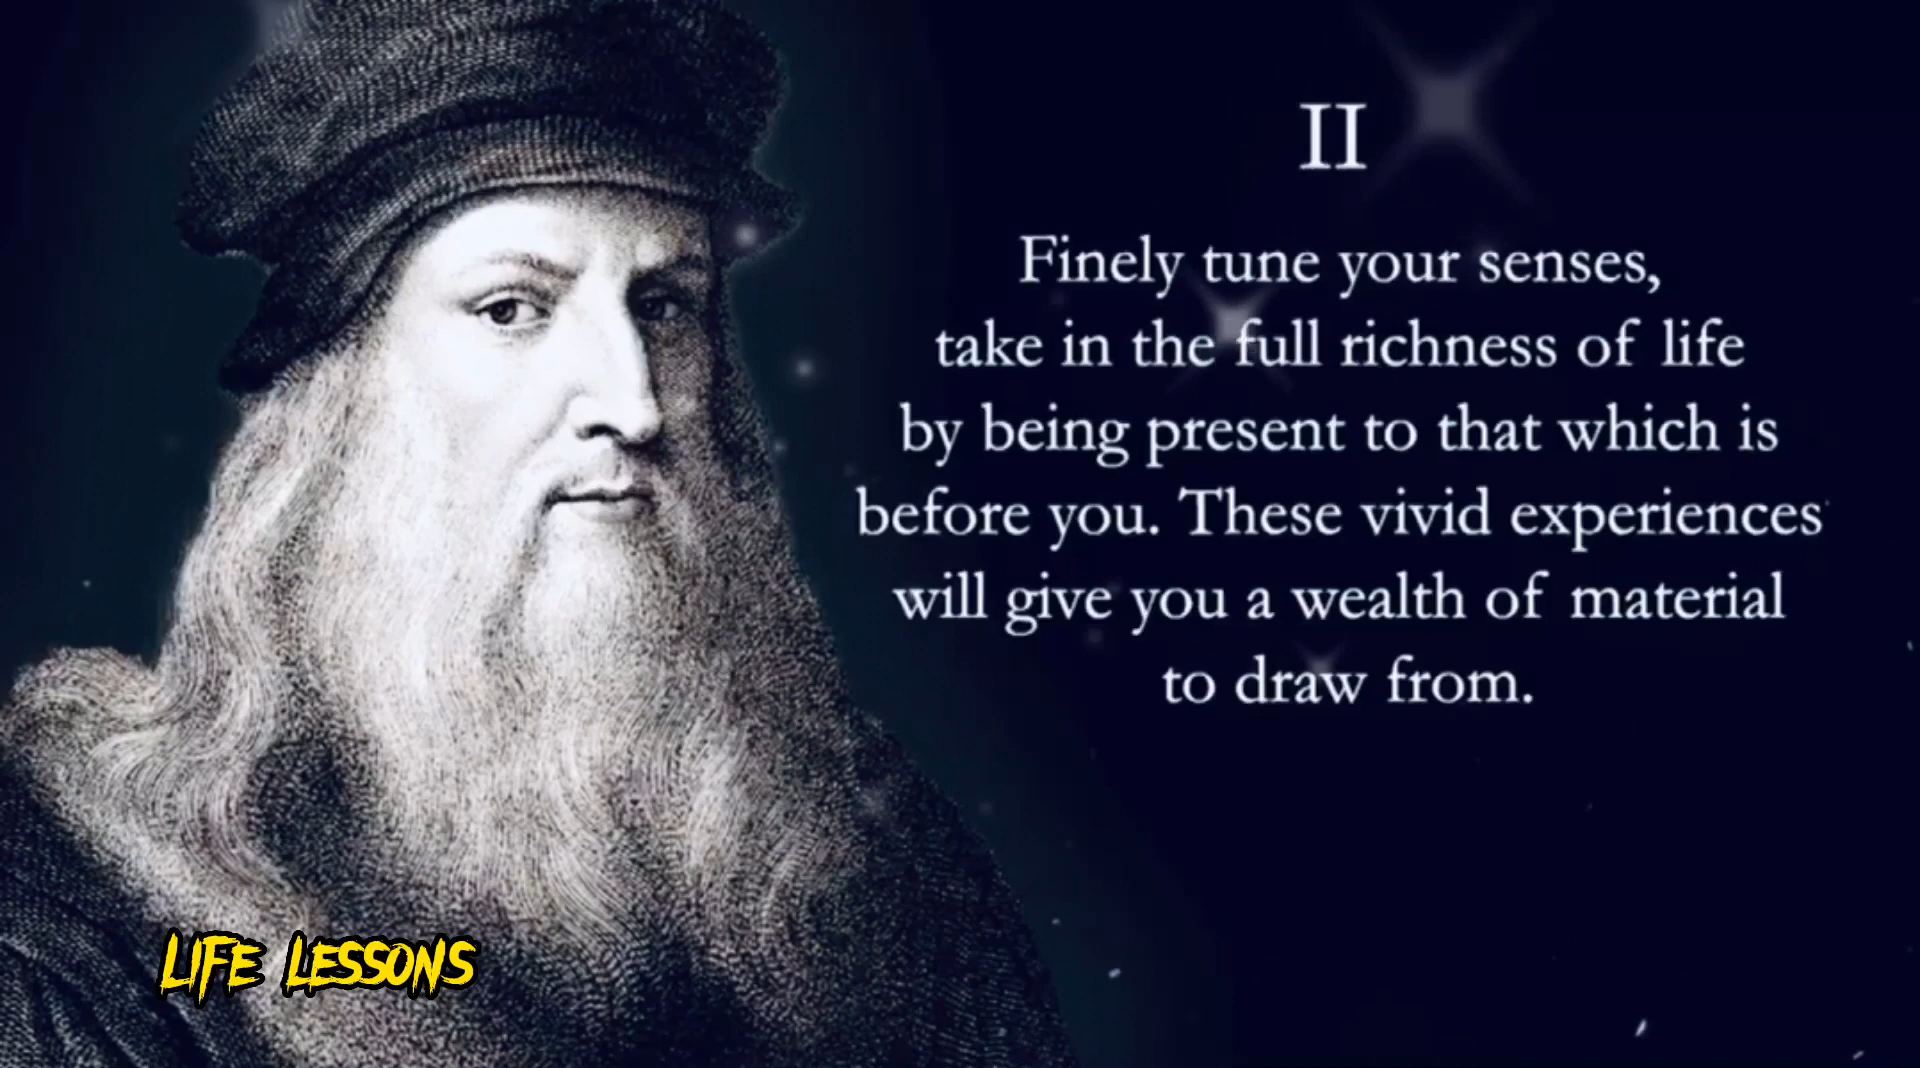 II
Finely tune your senses,
take in the full richness of life
by being present to that which is
before you. These vivid experiences
will give you a wealth of material
to draw from.
LIFE LESSONS